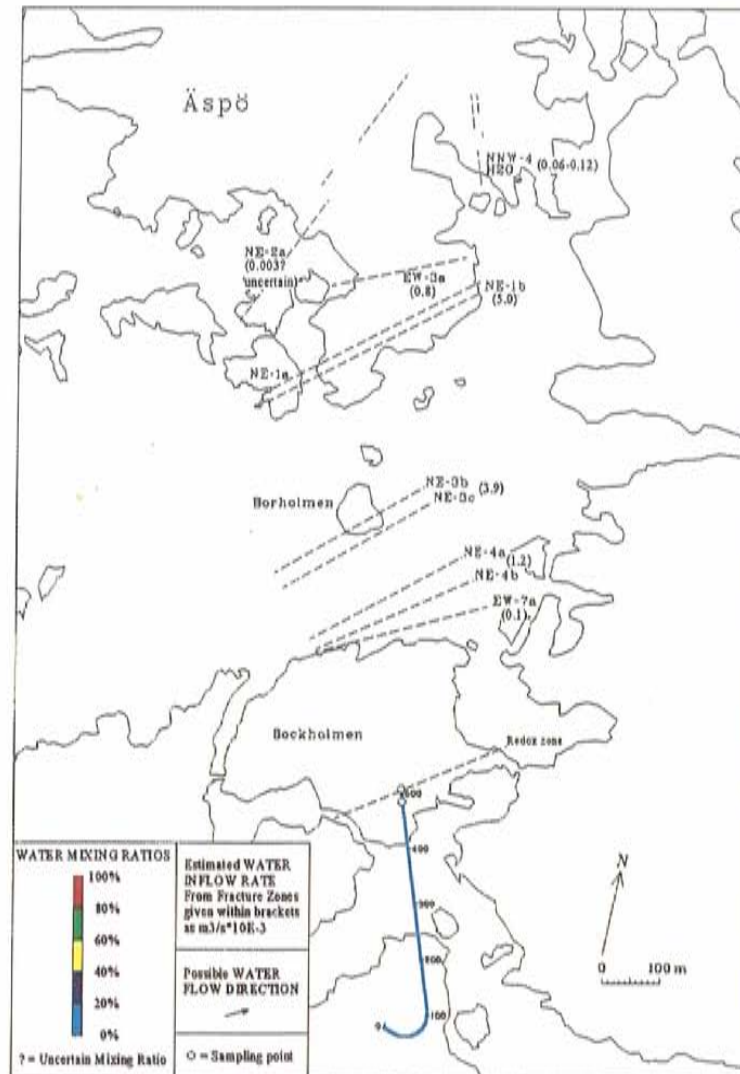 Äspö
NNW-4 (0.06-0.12)
H2O
NE-2a
(0.003?
uncertain)
EW-3a
(0.8)
NE-1b
(5.0)
NE-1a
NE-3b (3.9)
NE-3c
Borholmen
NE-4a
(1.2)
NE-4b
EW-7a
(0.1)
Bockholmen
Redox zone
400
100
0
WATER MIXING RATIOS
100%
80%
60%
40%
20%
0%
? = Uncertain Mixing Ratio
Estimated WATER
INFLOW RATE
From Fracture Zones
given within brackets
as m3/s*10E-3
Possible WATER
FLOW DIRECTION
O = Sampling point
N
0 100 m